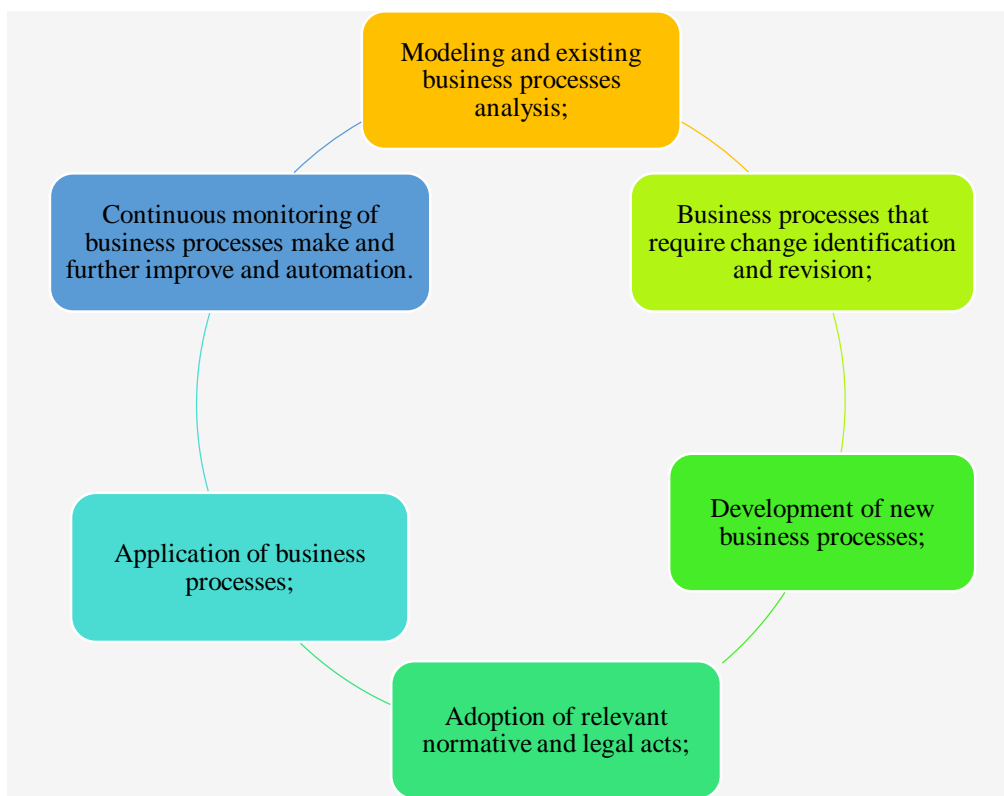 Modeling and existing
business processes
analysis;
Business processes that
require change identification
and revision;
Development of new
business processes;
Adoption of relevant
normative and legal acts;
Application of business
processes;
Continuous monitoring of
business processes make and
further improve and automation.